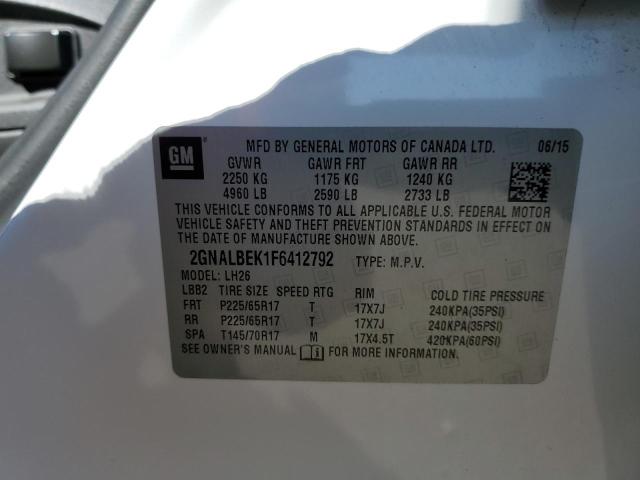 GM
MFD BY GENERAL MOTORS OF CANADA LTD. 06/15
GVWR GAWR FRT GAWR RR
2250 KG 1175 KG 1240 KG
4960 LB 2590 LB 2733 LB
THIS VEHICLE CONFORMS TO ALL APPLICABLE U.S. FEDERAL MOTOR
VEHICLE SAFETY AND THEFT PREVENTION STANDARDS IN EFFECT ON
THE DATE OF MANUFACTURE SHOWN ABOVE.
2GNALBEK1F6412792 TYPE: M.P.V.
MODEL: LH26
LBB2 TIRE SIZE SPEED RTG RIM COLD TIRE PRESSURE
FRT P225/65R17 T 17X7J 240KPA(35PSI)
RR P225/65R17 T 17X7J 240KPA(35PSI)
SPA T145/70R17 M 17X4.5T 420KPA(60PSI)
SEE OWNER'S MANUAL FOR MORE INFORMATION.